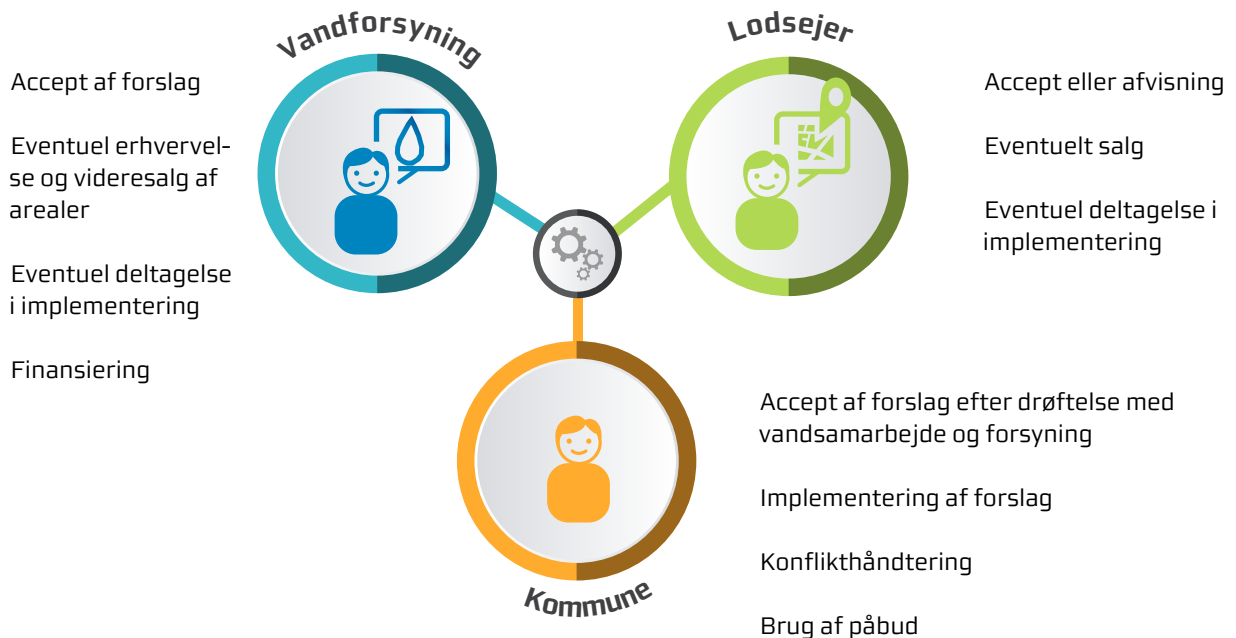 Vandforsyning
Accept af forslag
Eventuel erhvervel-
se og videresalg af
arealer
Eventuel deltagelse
i implementering
Finansiering
Lodsejer
Accept eller afvisning
Eventuelt salg
Eventuel deltagelse i
implementering
Kommune
Accept af forslag efter drøftelse med
vandsamarbejde og forsyning
Implementering af forslag
Konflikthåndtering
Brug af påbud